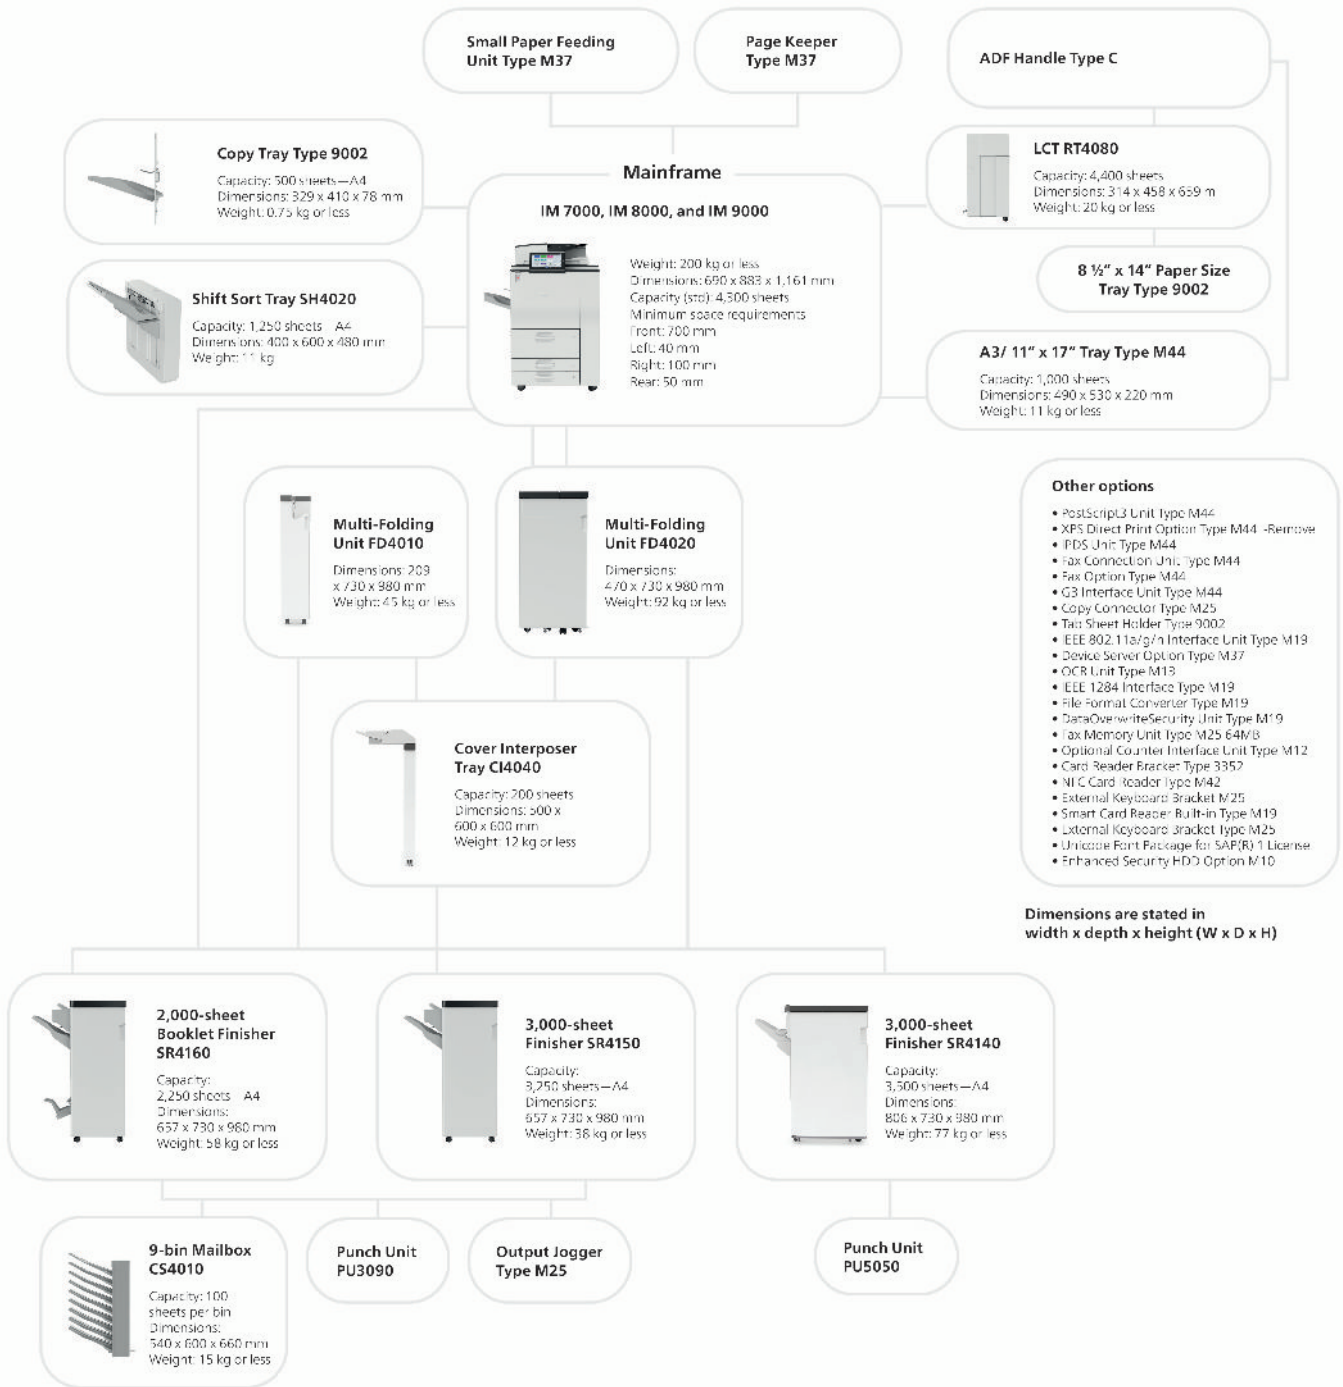 Small Paper Feeding
Unit Type M37
Page Keeper
Type M37
ADF Handle Type C
Copy Tray Type 9002
Capacity: 500 sheets—A4
Dimensions: 329 x 410 x 78 mm
Weight: 0.75 kg or less
Mainframe
IM 7000, IM 8000, and IM 9000
Weight: 200 kg or less
Dimensions: 690 x 883 x 1,161 mm
Capacity (std): 4,300 sheets
Minimum space requirements
Front: 700 mm
Left: 40 mm
Right: 100 mm
Rear: 50 mm
LCT RT4080
Capacity: 4,400 sheets
Dimensions: 314 x 458 x 659 m
Weight: 20 kg or less
8 ½” x 14” Paper Size
Tray Type 9002
Shift Sort Tray SH4020
Capacity: 1,250 sheets—A4
Dimensions: 400 x 600 x 480 mm
Weight: 11 kg
A3/ 11” x 17” Tray Type M44
Capacity: 1,000 sheets
Dimensions: 490 x 530 x 220 mm
Weight: 11 kg or less
Multi-Folding
Unit FD4010
Dimensions: 209
x 730 x 980 mm
Weight: 45 kg or less
Multi-Folding
Unit FD4020
Dimensions:
470 x 730 x 980 mm
Weight: 92 kg or less
Other options
• PostScript3 Unit Type M44
• XPS Direct Print Option Type M44 -Remove
• IPDS Unit Type M44
• Fax Connection Unit Type M44
• Fax Option Type M44
• G3 Interface Unit Type M44
• Copy Connector Type M25
• Tab Sheet Holder Type 9002
• IEEE 802.11a/g/n Interface Unit Type M19
• Device Server Option Type M37
• OCR Unit Type M13
• IEEE 1284 Interface Type M19
• File Format Converter Type M19
• DataOverwriteSecurity Unit Type M19
• Fax Memory Unit Type M25 64MB
• Optional Counter Interface Unit Type M12
• Card Reader Bracket Type 3352
• NFC Card Reader Type M42
• External Keyboard Bracket M25
• Smart Card Reader Built-in Type M19
• External Keyboard Bracket Type M25
• Unicode Font Package for SAP(R) 1 License
• Enhanced Security HDD Option M10
Cover Interposer
Tray CI4040
Capacity: 200 sheets
Dimensions: 500 x
600 x 600 mm
Weight: 12 kg or less
Dimensions are stated in
width x depth x height (W x D x H)
2,000-sheet
Booklet Finisher
SR4160
Capacity:
2,250 sheets—A4
Dimensions:
657 x 730 x 980 mm
Weight: 58 kg or less
3,000-sheet
Finisher SR4150
Capacity:
3,250 sheets—A4
Dimensions:
657 x 730 x 980 mm
Weight: 38 kg or less
3,000-sheet
Finisher SR4140
Capacity:
3,500 sheets—A4
Dimensions:
806 x 730 x 980 mm
Weight: 77 kg or less
9-bin Mailbox
CS4010
Capacity: 100
sheets per bin
Dimensions:
540 x 600 x 660 mm
Weight: 15 kg or less
Punch Unit
PU3090
Output Jogger
Type M25
Punch Unit
PU5050